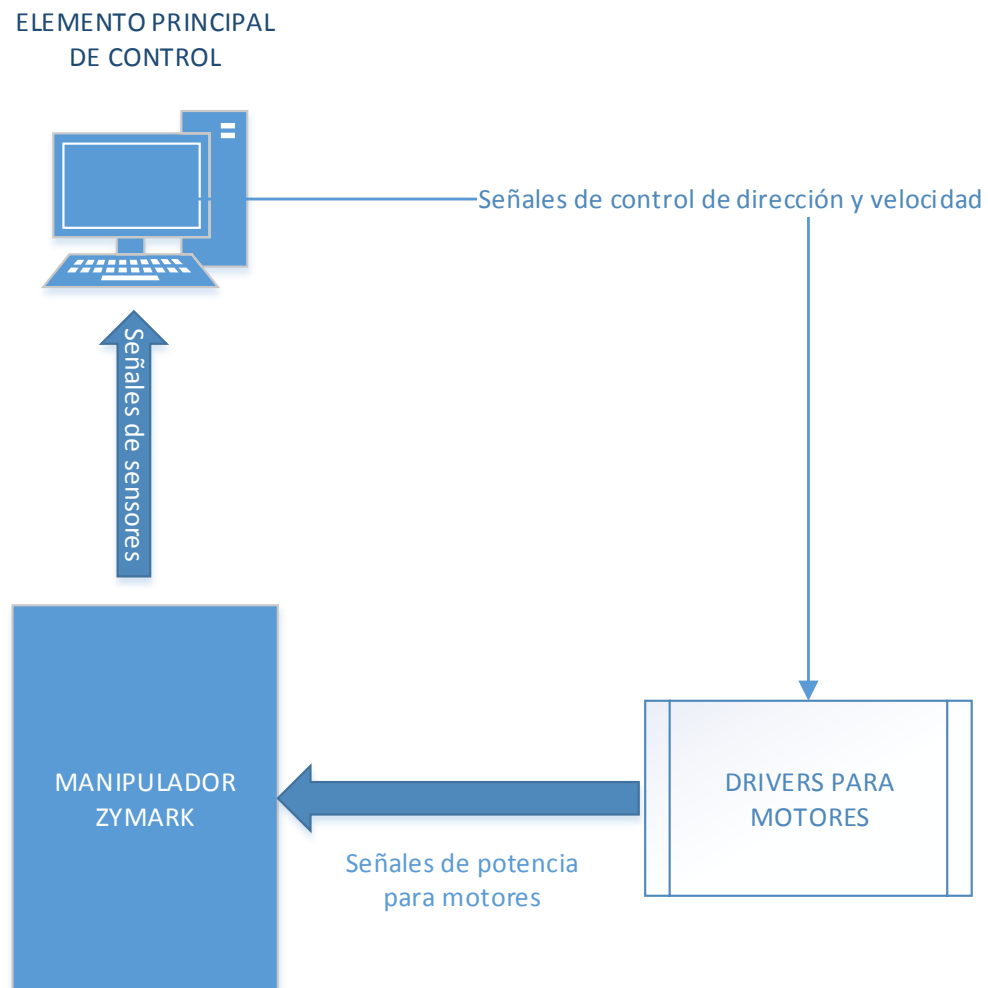 ELEMENTO PRINCIPAL
DE CONTROL
Señales de control de dirección y velocidad
Señales de sensores
MANIPULADOR
ZYMARK
DRIVERS PARA
MOTORES
Señales de potencia
para motores